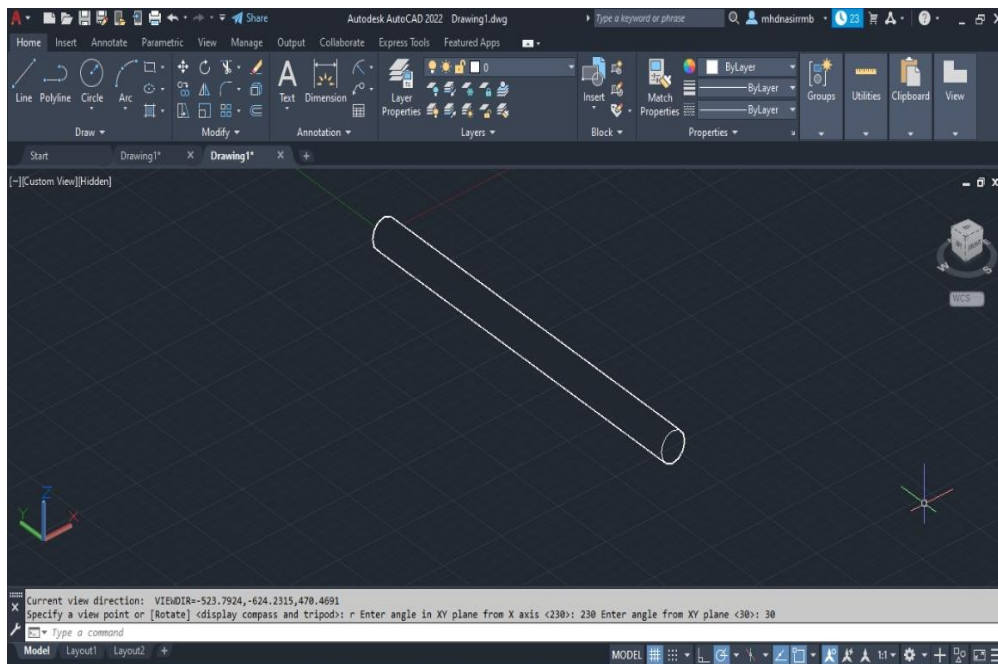 Share Autodesk AutoCAD 2022 Drawing1.dwg Type a keyword or phrase mhdnasirrmb 23
Home Insert Annotate Parametric View Manage Output Collaborate Express Tools Featured Apps
0 ByLayer
ByLayer
ByLayer
Line Polyline Circle Arc Text Dimension Layer Properties Insert Match Properties Groups Utilities Clipboard View
Draw Modify Annotation Layers Block Properties
Start Drawing1* X Drawing1* X +
[−][Custom View][Hidden]
W S
WCS
Z
Y X
Current view direction: VIEWDIR=-523.7924,-624.2315,470.4691
Specify a view point or [Rotate] <display compass and tripod>: r Enter angle in XY plane from X axis <230>: 230 Enter angle from XY plane <30>: 30
Type a command
Model Layout1 Layout2 + MODEL 1:1